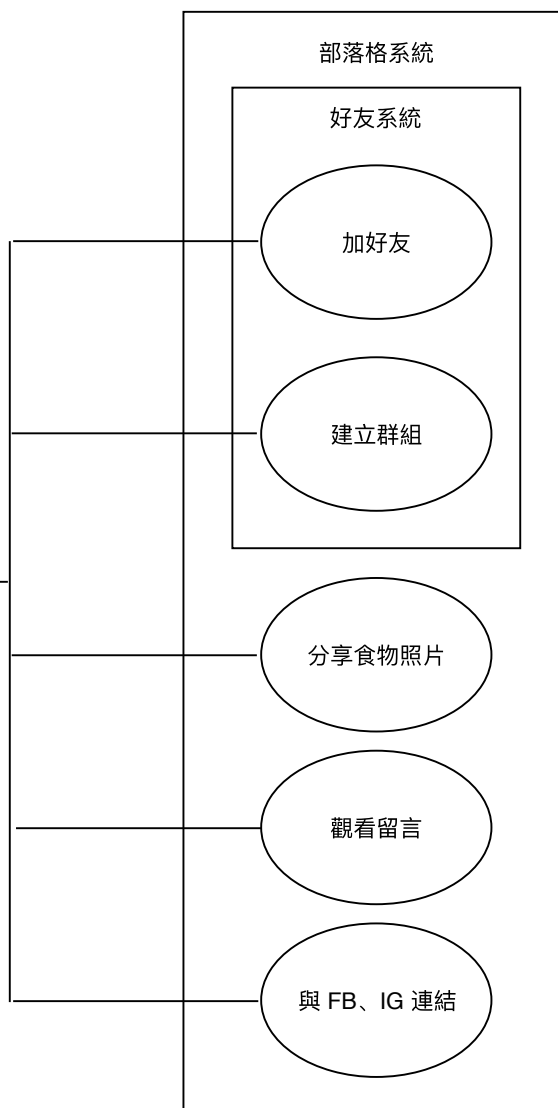 部落格系統
好友系統
加好友
建立群組
分享食物照片
觀看留言
與 FB、IG 連結